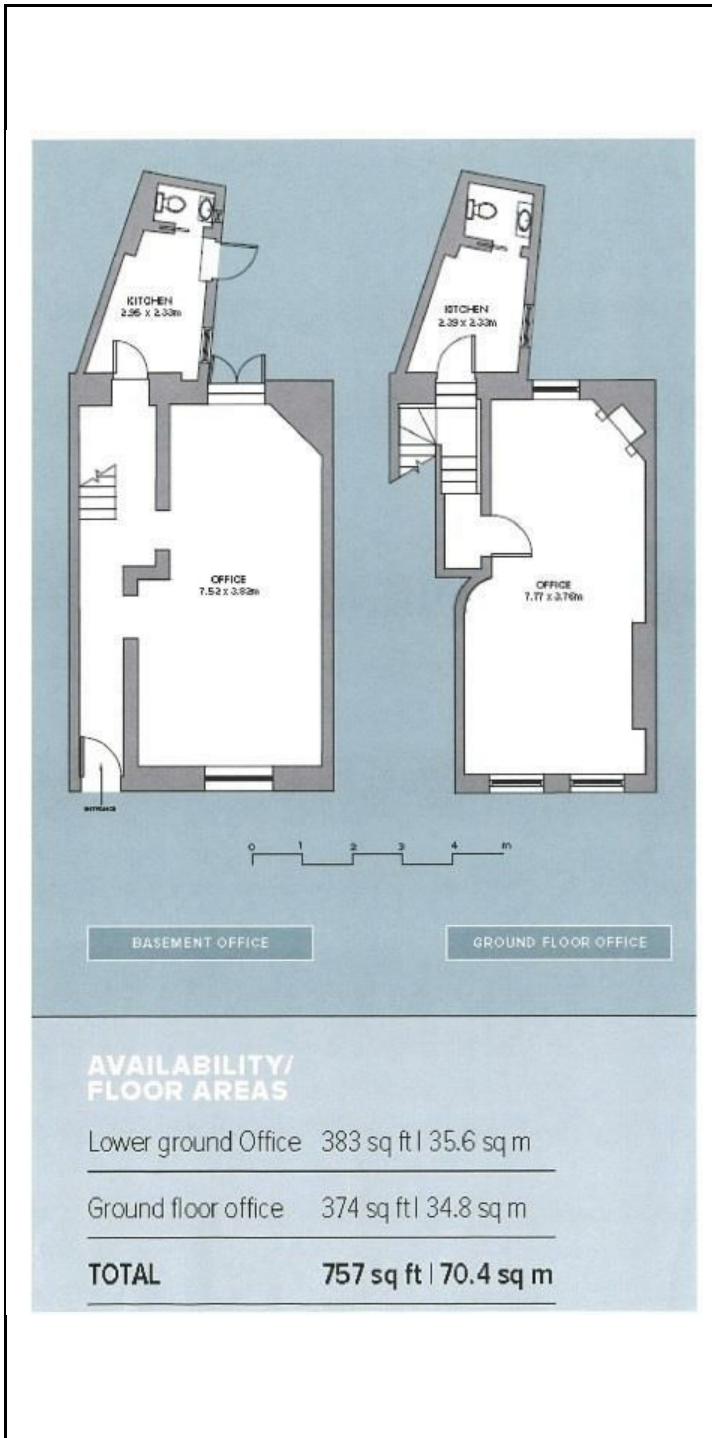 KITCHEN
2.95 x 2.33m
OFFICE
7.52 x 3.82m
ENTRANCE
KITCHEN
2.39 x 2.33m
OFFICE
7.77 x 3.76m
0 1 2 3 4 m
BASEMENT OFFICE
GROUND FLOOR OFFICE
AVAILABILITY/
FLOOR AREAS
Lower ground Office 383 sq ft | 35.6 sq m
Ground floor office 374 sq ft | 34.8 sq m
TOTAL 757 sq ft | 70.4 sq m